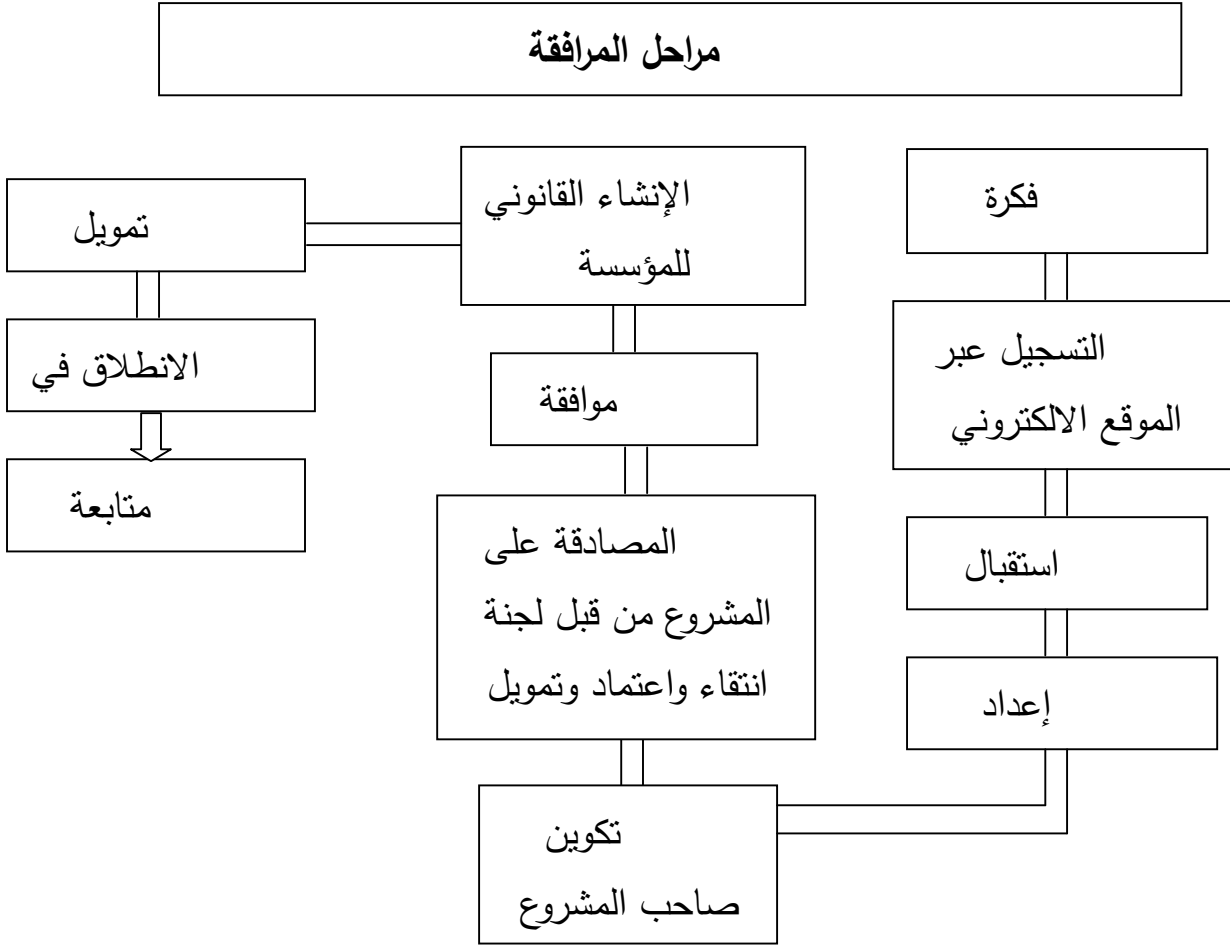 مراحل المرافقة
فكرة
التسجيل عبر
الموقع الالكتروني
استقبال
إعداد
تكوين
صاحب المشروع
المصادقة على
المشروع من قبل لجنة
انتقاء واعتماد وتمويل
موافقة
الإنشاء القانوني
للمؤسسة
تمويل
الانطلاق في
متابعة